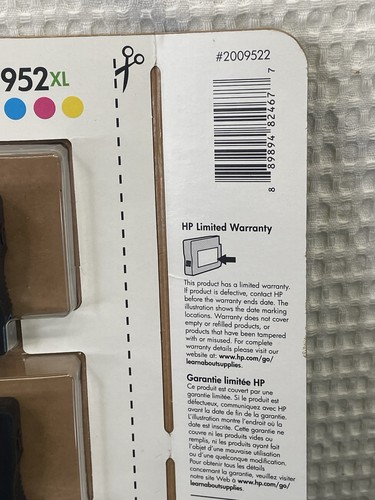 952XL
#2009522
8 89894 82467 7
HP Limited Warranty
This product has a limited warranty.
If product is defective, contact HP
before the warranty ends date. The
illustration shows the date marking
locations. Warranty does not cover
empty or refilled products, or
products that have been tampered
with or misused. For complete
warranty details please visit our
website at: www.hp.com/go/
learnaboutsupplies.
Garantie limitée HP
Ce produit est couvert par une
garantie limitée. Si le produit est
défectueux, communiquez avec HP
avant la date de fin de la garantie.
L'illustration montre l'endroit où la
date est inscrite. Cette garantie ne
couvre ni les produits vides ou
remplis, ni les produits ayant fait
l'objet d'une mauvaise utilisation
ou d'une quelconque modification.
Pour obtenir tous les détails
concernant la garantie, veuillez visiter
notre site Web à www.hp.com/go/
learnaboutsupplies.